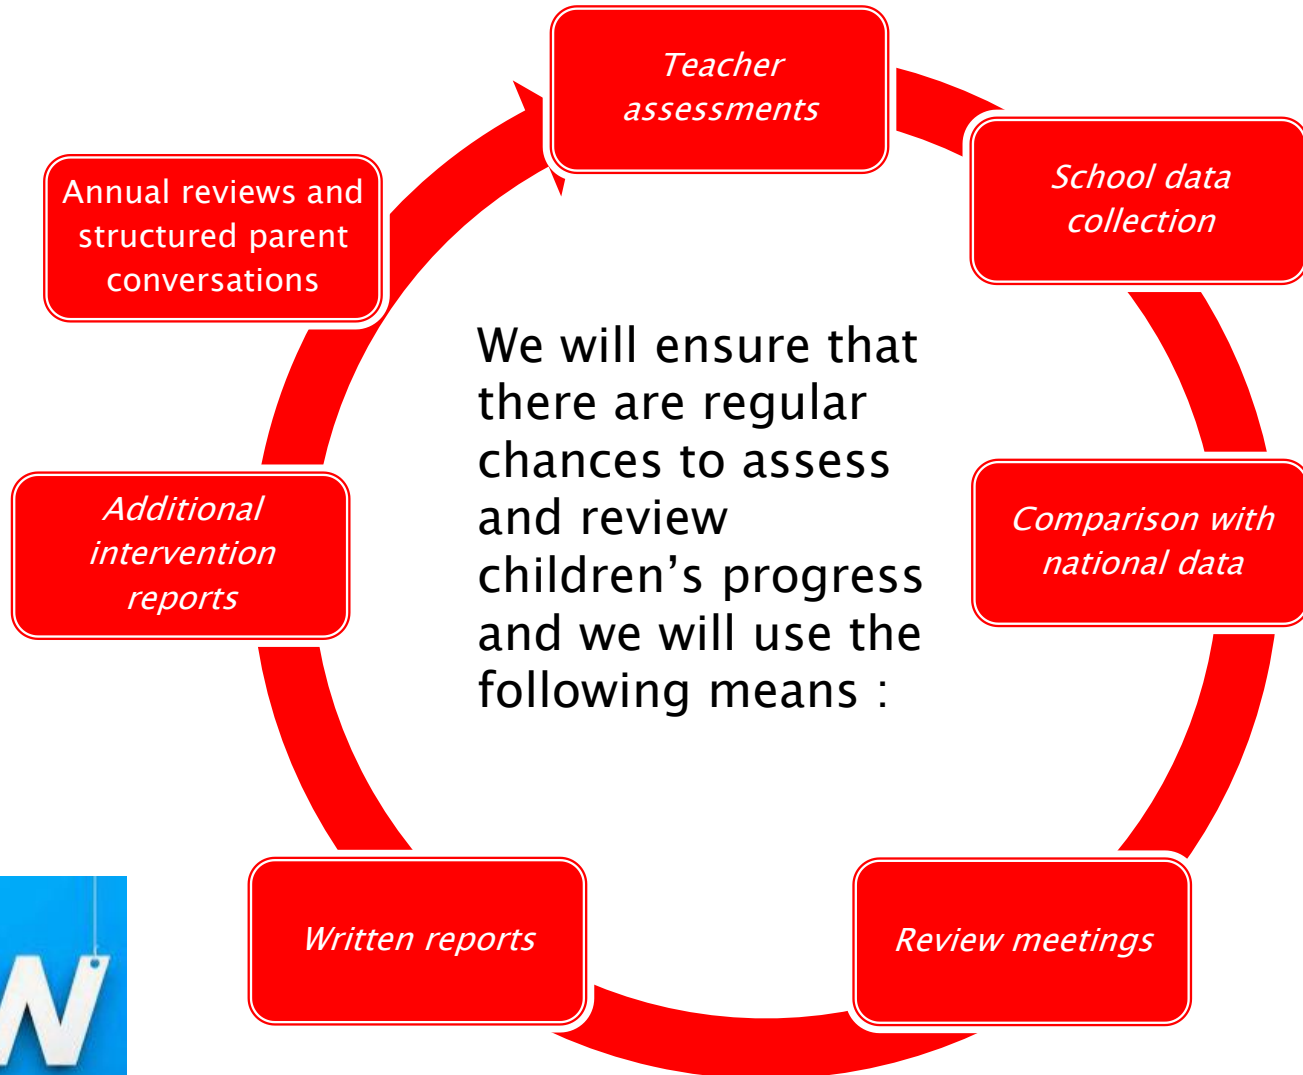 Teacher
assessments
School data
collection
Comparison with
national data
Review meetings
Written reports
Additional
intervention
reports
Annual reviews and
structured parent
conversations
We will ensure that
there are regular
chances to assess
and review
children’s progress
and we will use the
following means :
W